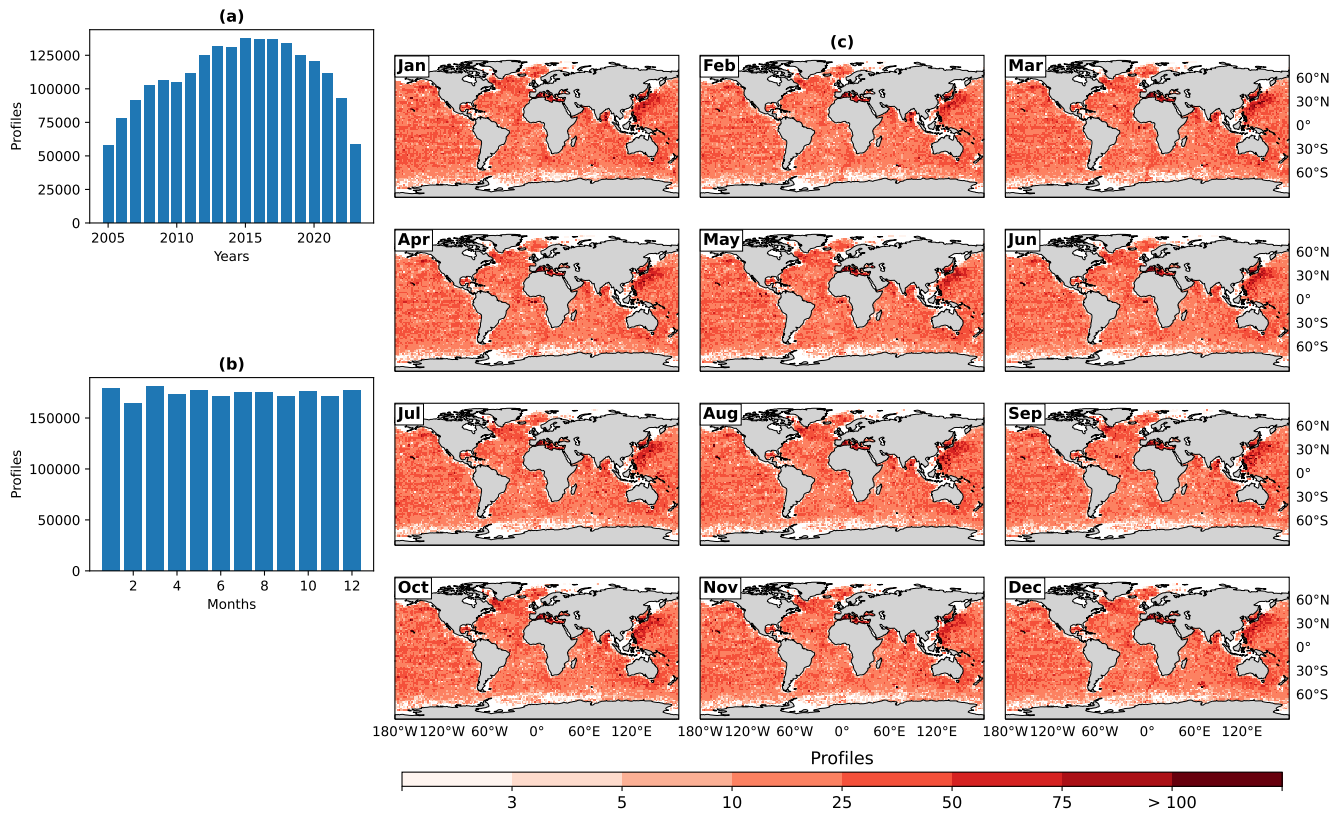 (a)
Profiles
125000
100000
75000
50000
25000
0
2005 2010 2015 2020
Years
(b)
Profiles
150000
100000
50000
0
2 4 6 8 10 12
Months
(c)
Jan Feb Mar
60°N
30°N
0°
30°S
60°S
Apr May Jun
60°N
30°N
0°
30°S
60°S
Jul Aug Sep
60°N
30°N
0°
30°S
60°S
Oct Nov Dec
60°N
30°N
0°
30°S
60°S
180°W 120°W 60°W 0° 60°E 120°E 180°W 120°W 60°W 0° 60°E 120°E 180°W 120°W 60°W 0° 60°E 120°E
Profiles
3 5 10 25 50 75 > 100